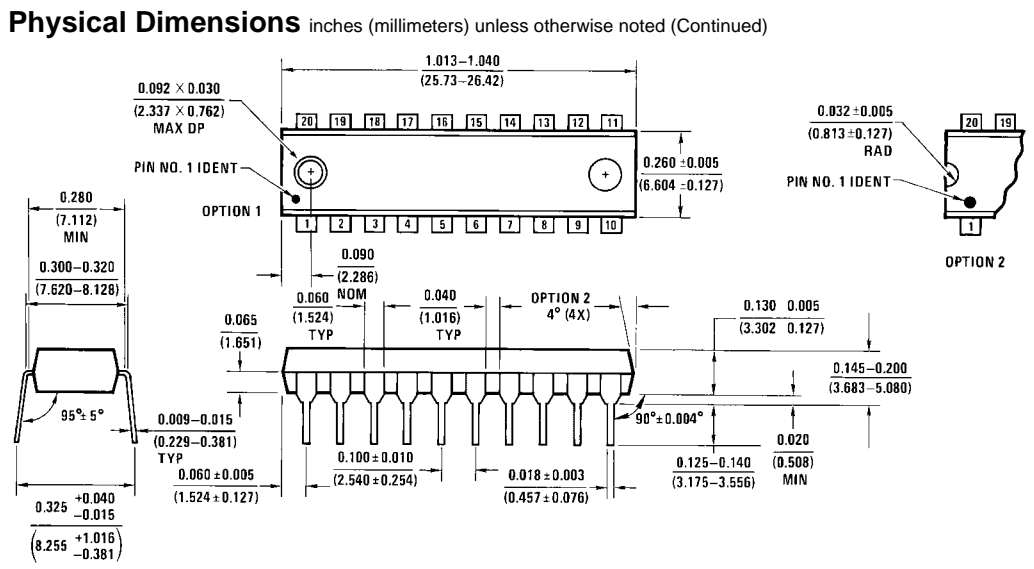 Physical Dimensions inches (millimeters) unless otherwise noted (Continued)
1.013–1.040
(25.73–26.42)
0.092 × 0.030
(2.337 × 0.762)
MAX DP
PIN NO. 1 IDENT
OPTION 1
20 19 18 17 16 15 14 13 12 11
1 2 3 4 5 6 7 8 9 10
0.260 ±0.005
(6.604 ±0.127)
0.032 ±0.005
(0.813 ±0.127)
RAD
PIN NO. 1 IDENT
20 19
1
OPTION 2
0.280
(7.112)
MIN
0.300–0.320
(7.620–8.128)
0.090
(2.286)
NOM
0.060
(1.524)
TYP
0.040
(1.016)
TYP
OPTION 2
4° (4X)
0.130 0.005
(3.302 0.127)
0.065
(1.651)
0.145–0.200
(3.683–5.080)
95°± 5°
0.009–0.015
(0.229–0.381)
TYP
90°±0.004°
0.020
(0.508)
MIN
0.125–0.140
(3.175–3.556)
0.100 ±0.010
(2.540 ±0.254)
0.018 ±0.003
(0.457 ±0.076)
0.060 ±0.005
(1.524 ±0.127)
0.325 +0.040
−0.015
(8.255 +1.016
−0.381)